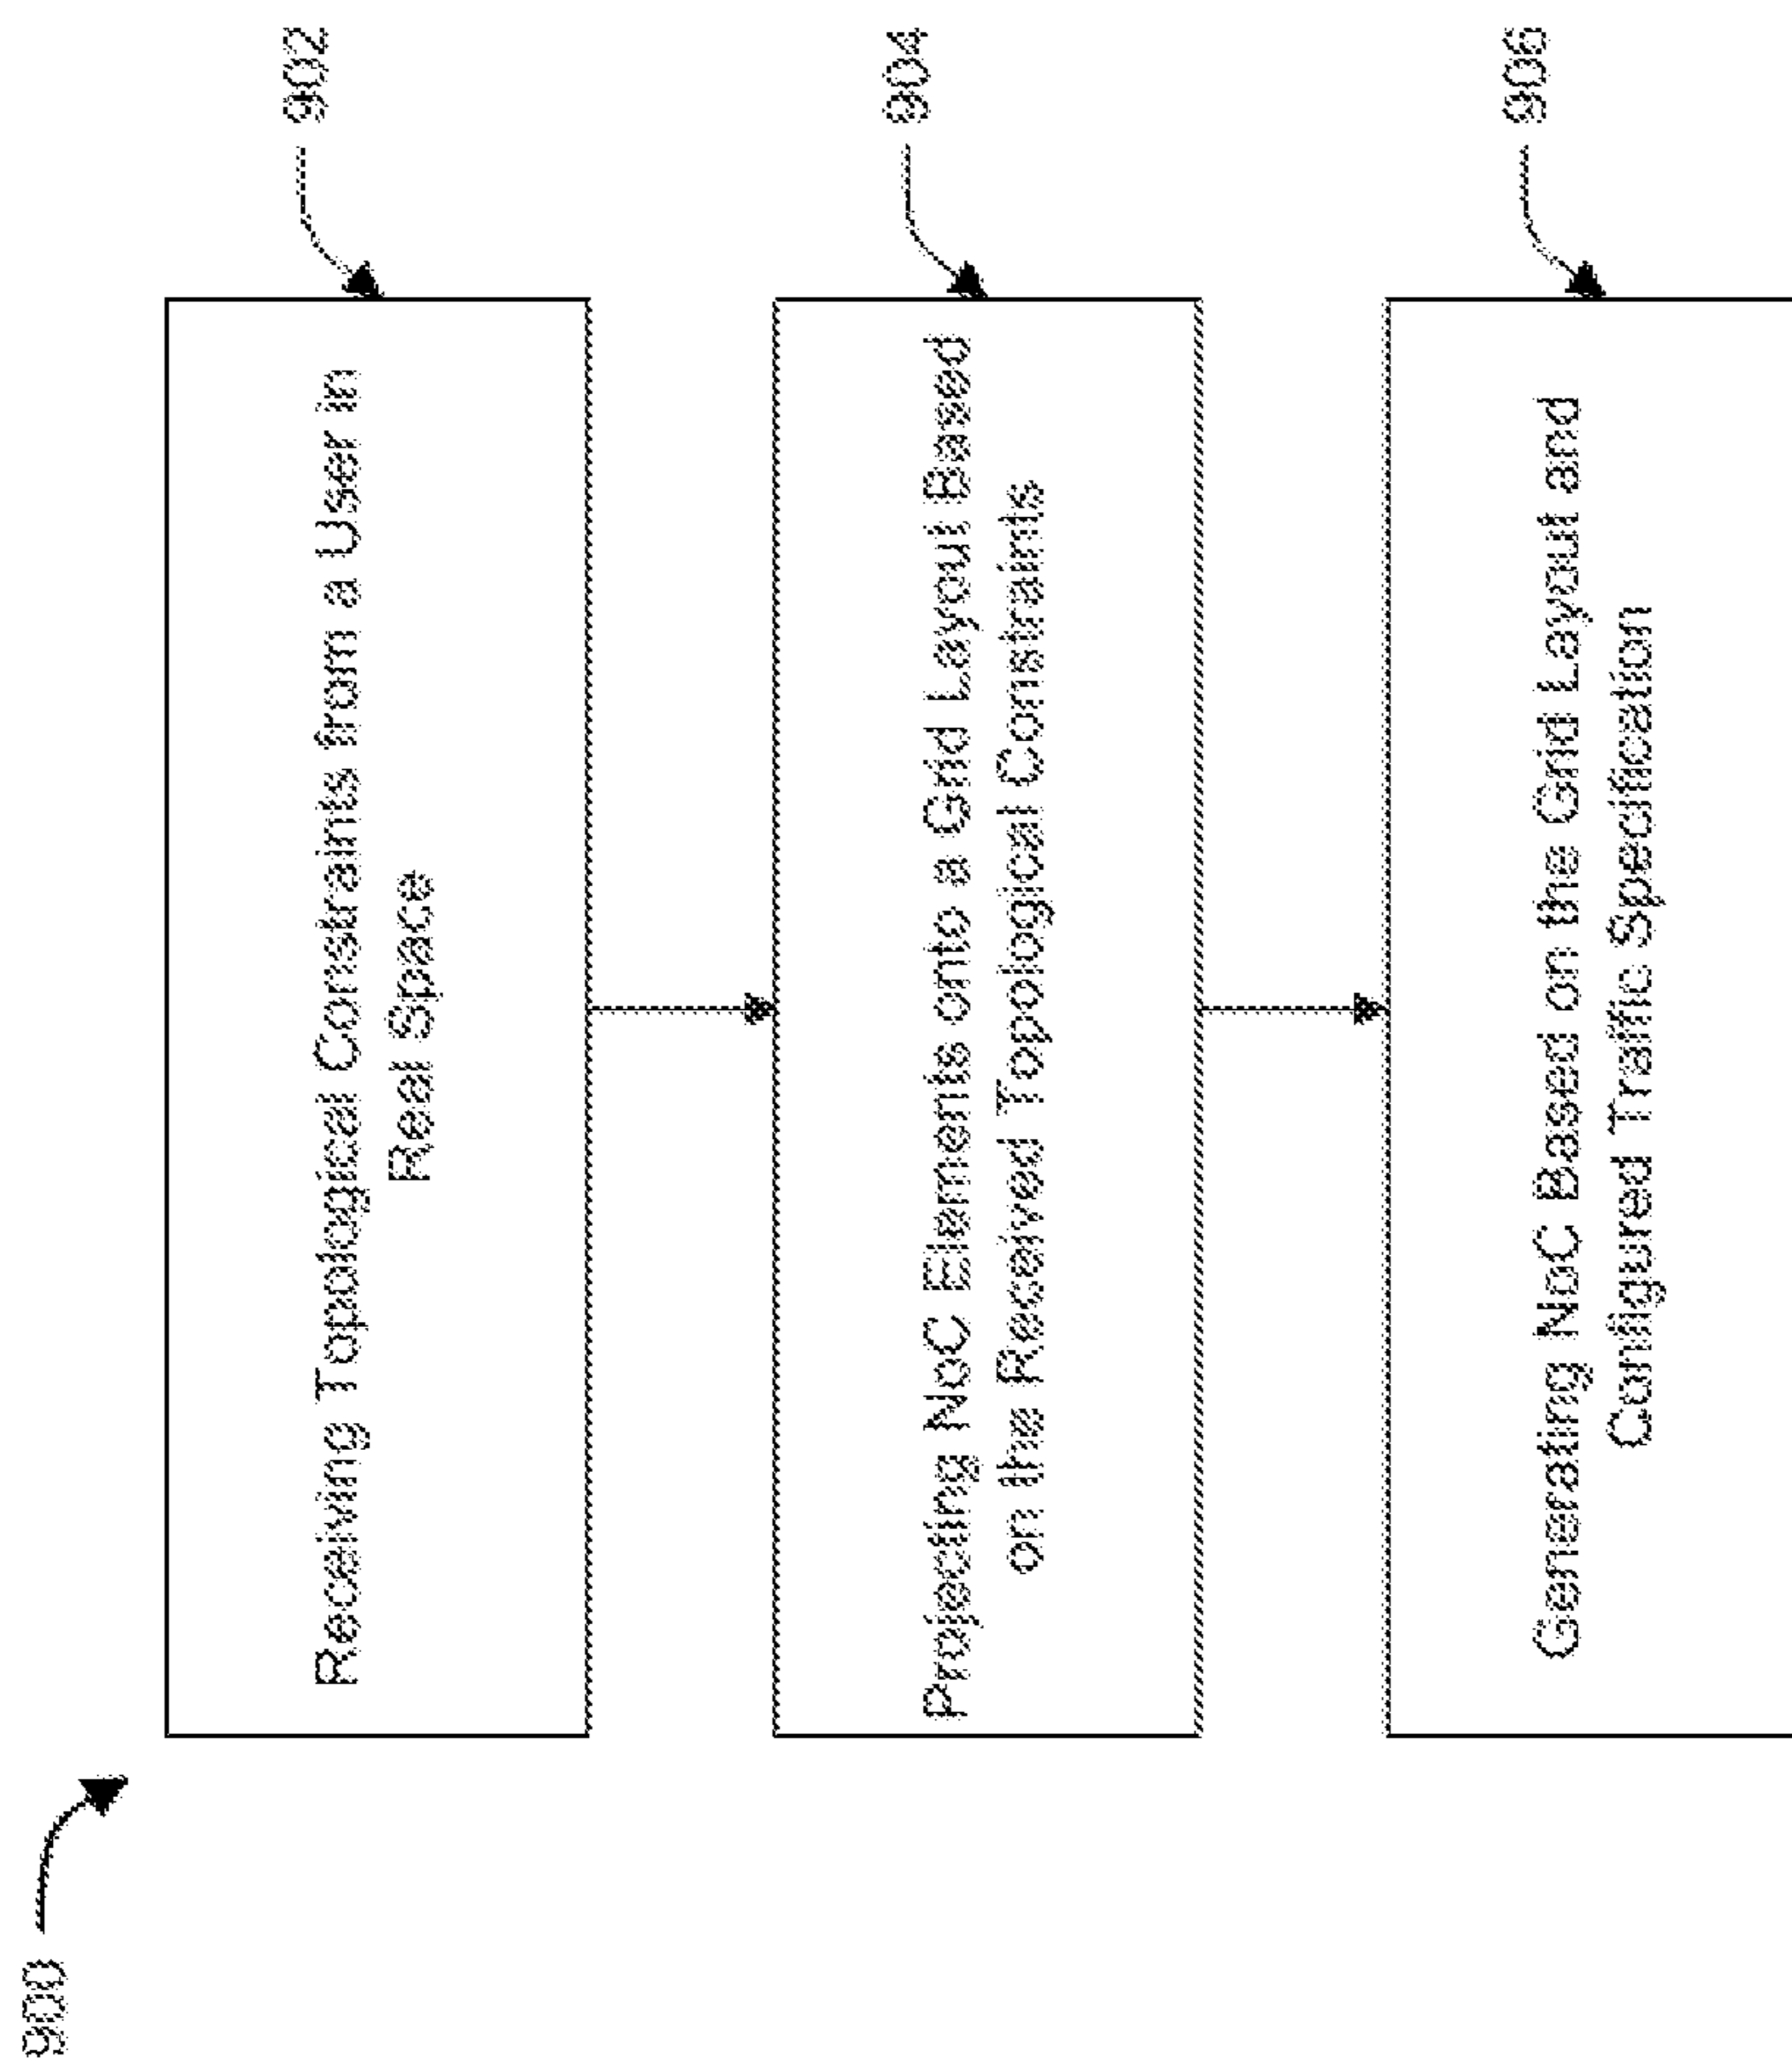 900
902
Receiving Topological Constraints from a User in
Real Space
904
Projecting NoC Elements onto a Grid Layout Based
on the Received Topological Constraints
906
Generating NoC Based on the Grid Layout and
Configured Traffic Specification